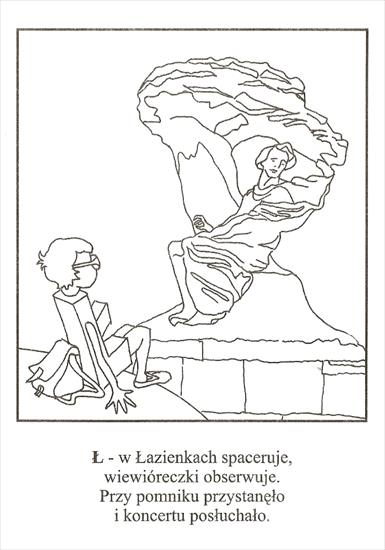 Ł - w Łazienkach spaceruje,
wiewióreczki obserwuje.
Przy pomniku przystanęło
i koncertu posłuchało.